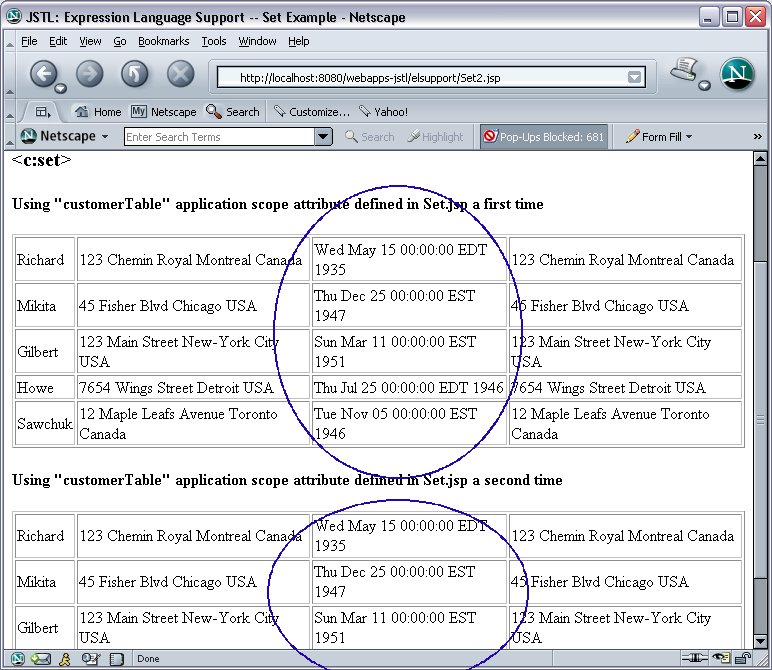 JSTL: Expression Language Support -- Set Example - Netscape
File Edit View Go Bookmarks Tools Window Help
http://localhost:8080/webapps-jstl/elsupport/Set2.jsp
N
Home My Netscape Search Customize... Yahoo!
N Netscape Enter Search Terms Search Highlight Pop-Ups Blocked: 681 Form Fill »
<c:set>
Using "customerTable" application scope attribute defined in Set.jsp a first time
Richard 123 Chemin Royal Montreal Canada Wed May 15 00:00:00 EDT 1935 123 Chemin Royal Montreal Canada
Mikita 45 Fisher Blvd Chicago USA Thu Dec 25 00:00:00 EST 1947 45 Fisher Blvd Chicago USA
Gilbert 123 Main Street New-York City USA Sun Mar 11 00:00:00 EST 1951 123 Main Street New-York City USA
Howe 7654 Wings Street Detroit USA Thu Jul 25 00:00:00 EDT 1946 7654 Wings Street Detroit USA
Sawchuk 12 Maple Leafs Avenue Toronto Canada Tue Nov 05 00:00:00 EST 1946 12 Maple Leafs Avenue Toronto Canada
Using "customerTable" application scope attribute defined in Set.jsp a second time
Richard 123 Chemin Royal Montreal Canada Wed May 15 00:00:00 EDT 1935 123 Chemin Royal Montreal Canada
Mikita 45 Fisher Blvd Chicago USA Thu Dec 25 00:00:00 EST 1947 45 Fisher Blvd Chicago USA
Gilbert 123 Main Street New-York City USA Sun Mar 11 00:00:00 EST 1951 123 Main Street New-York City USA
Done